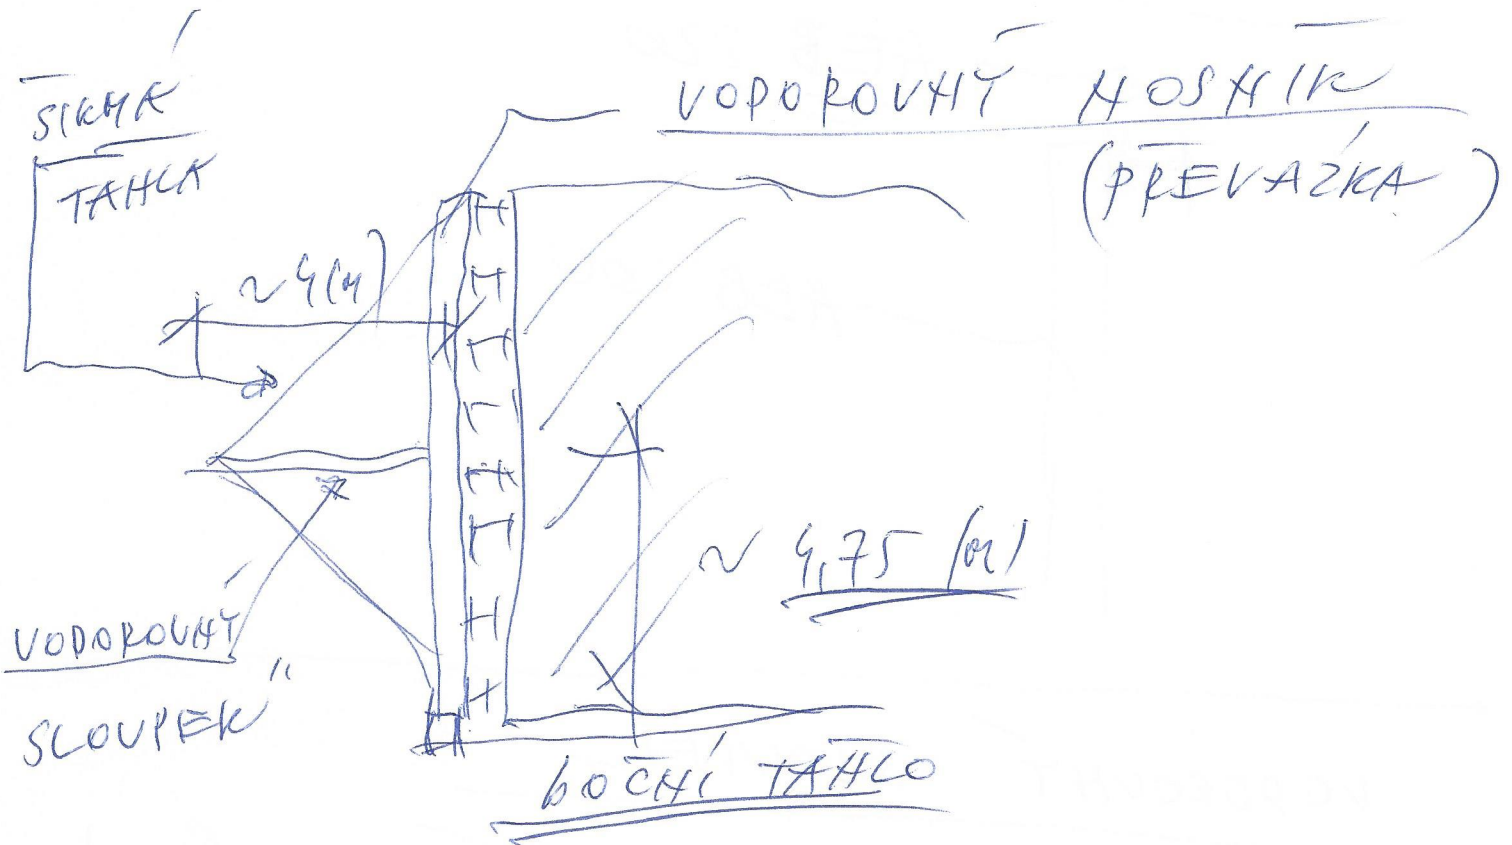 ŠIKMÁ
TÁHLA
VODOROVNÝ NOSNÍK
(PŘEVÁZKA)
~4(m)
~ 4,75 (m)
VODOROVNÝ
SLOUPEK"
BOČNÍ TÁHLO